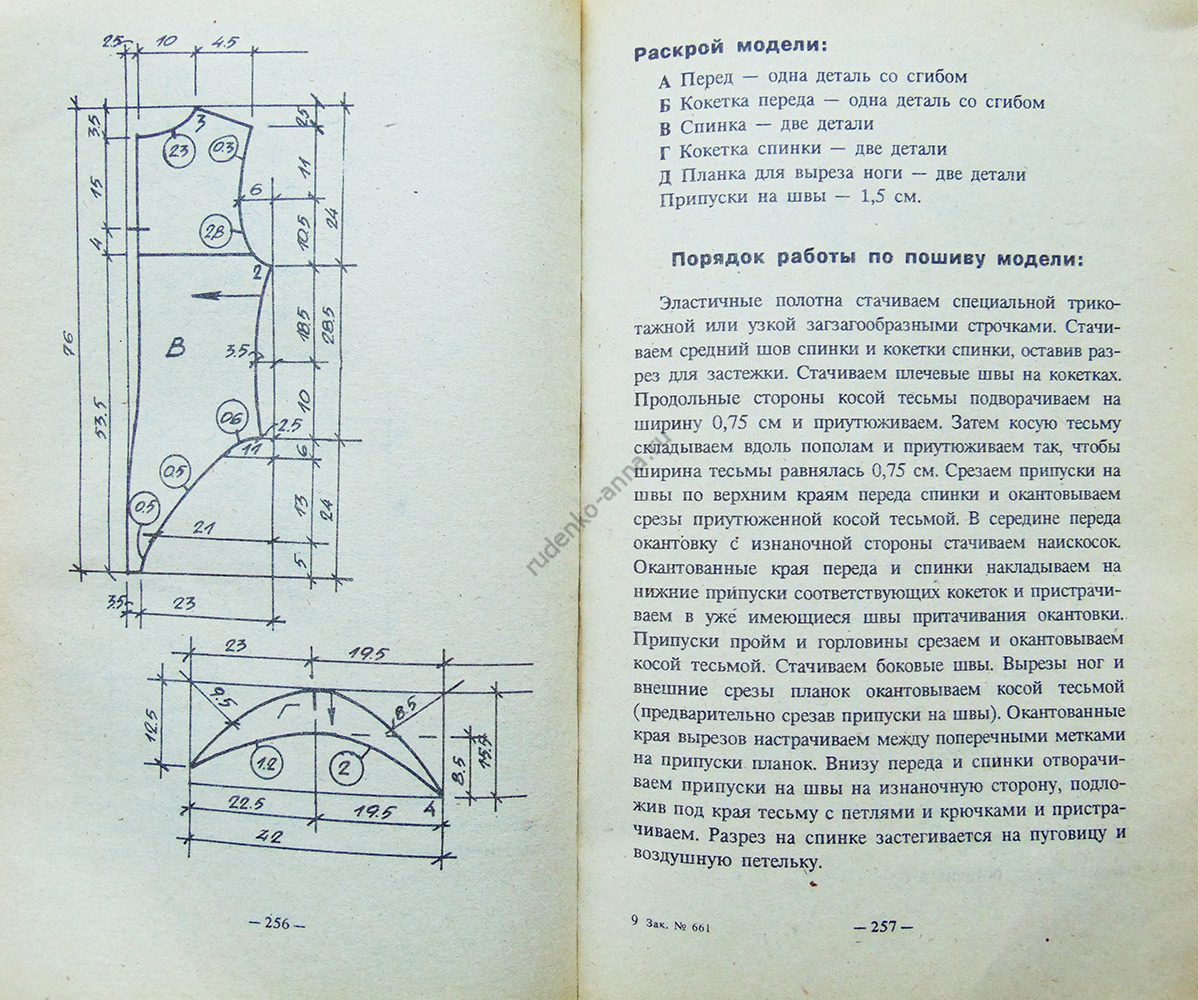 2.5 10 4.5
3.5
3
2.5
23
0.3
11
15
6
24
2.8
10.5
4
2
76
В
18.5
28.5
3.5
53.5
10
0.6
2.5
11
6
0.5
13
24
0.5
21
5
3.5 23
23 19.5
9.5
Г
8.5
12.5
1.2
2
8.5
15.5
22.5 19.5
4
42
— 256 —
Раскрой модели:
А Перед — одна деталь со сгибом
Б Кокетка переда — одна деталь со сгибом
В Спинка — две детали
Г Кокетка спинки — две детали
Д Планка для выреза ноги — две детали
Припуски на швы — 1,5 см.
Порядок работы по пошиву модели:
Эластичные полотна стачиваем специальной трико-
тажной или узкой загзагообразными строчками. Стачи-
ваем средний шов спинки и кокетки спинки, оставив раз-
рез для застежки. Стачиваем плечевые швы на кокетках.
Продольные стороны косой тесьмы подворачиваем на
ширину 0,75 см и приутюживаем. Затем косую тесьму
складываем вдоль пополам и приутюживаем так, чтобы
ширина тесьмы равнялась 0,75 см. Срезаем припуски на
швы по верхним краям переда спинки и окантовываем
срезы приутюженной косой тесьмой. В середине переда
окантовку с изнаночной стороны стачиваем наискосок.
Окантованные края переда и спинки накладываем на
нижние припуски соответствующих кокеток и пристрачи-
ваем в уже имеющиеся швы притачивания окантовки.
Припуски пройм и горловины срезаем и окантовываем
косой тесьмой. Стачиваем боковые швы. Вырезы ног и
внешние срезы планок окантовываем косой тесьмой
(предварительно срезав припуски на швы). Окантованные
края вырезов настрачиваем между поперечными метками
на припуски планок. Внизу переда и спинки отворачи-
ваем припуски на швы на изнаночную сторону, подло-
жив под края тесьму с петлями и крючками и пристра-
чиваем. Разрез на спинке застегивается на пуговицу и
воздушную петельку.
9 Зак. № 661
— 257 —
rudenko-anna.ru